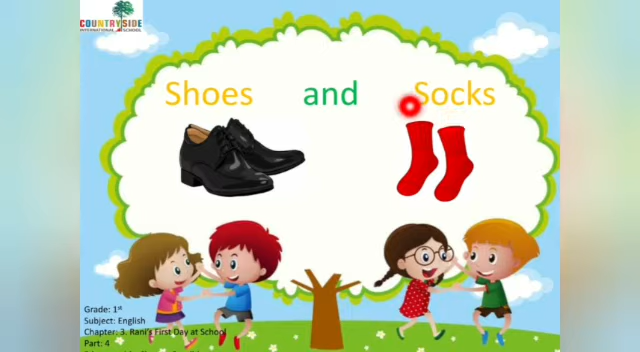 COUNTRYSIDE
INTERNATIONAL SCHOOL
Shoes and Socks
Grade: 1st
Subject: English
Chapter: 3. Rani's First Day at School
Part: 4